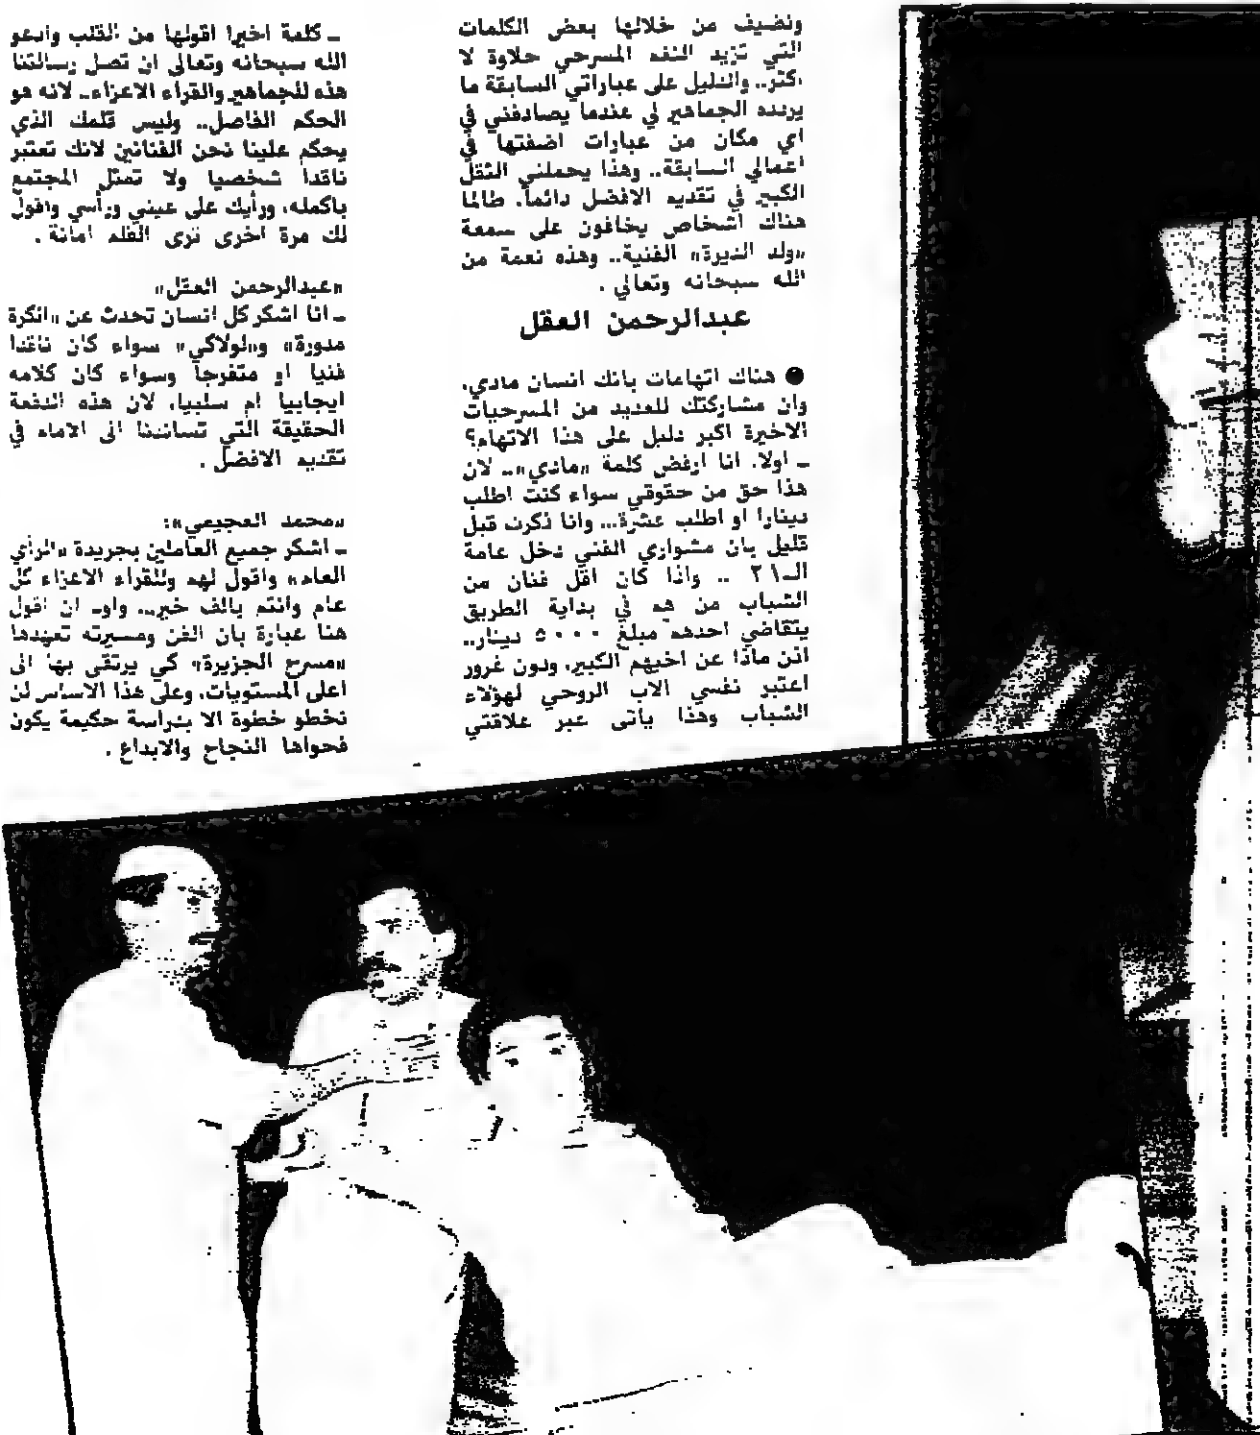 ونضيف من خلالها بعض الكلمات
التي تزيد النقد المسرحي حلاوة لا
اكثر.. والدليل على عباراتي السابقة ما
يردده الجماهير لي عندما يصادفني في
اي مكان من عبارات اضفتها في
اعمالي السابقة.. وهذا يحملني الثقل
الكبير في تقديم الافضل دائما، طالما
هناك اشخاص يخافون على سمعة
«ولد الديرة» الفنية.. وهذه نعمة من
الله سبحانه وتعالى .
عبدالرحمن العقل
● هناك اتهامات بانك انسان مادي،
وان مشاركتك للعديد من المسرحيات
الاخيرة اكبر دليل على هذا الاتهام؟
ـ اولا، انا ارفض كلمة «مادي».. لان
هذا حق من حقوقي سواء كنت اطلب
دينارا او اطلب عشرة... وانا ذكرت قبل
قليل بان مشواري الفني دخل عامة
الـ٢١ .. واذا كان اقل فنان من
الشباب من هم في بداية الطريق
يتقاضى احدهم مبلغ ٥٠٠٠ دينار..
اذن ماذا عن اخيهم الكبير، ودون غرور
اعتبر نفسي الاب الروحي لهؤلاء
الشباب وهذا ياتى عبر علاقتي
ـ كلمة اخيرا اقولها من القلب وادعو
الله سبحانه وتعالى ان تصل رسالتنا
هذه للجماهير والقراء الاعزاء ـ لانه هو
الحكم الفاصل.. وليس قلمك الذي
يحكم علينا نحن الفنانين لانك تعتبر
ناقدا شخصيا ولا تمثل المجتمع
باكمله، ورأيك على عيني ورأسي واقول
لك مرة اخرى ترى القلم امانة .
«عبدالرحمن العقل»
ـ انا اشكر كل انسان تحدث عن «انكرة
مدورة» و«لولاكي» سواء كان ناقدا
فنيا او متفرجا وسواء كان كلامه
ايجابيا ام سلبيا، لان هذه الدفعة
الحقيقة التي تساندنا الى الامام في
تقديم الافضل .
«محمد العجيمي»:
ـ اشكر جميع العاملين بجريدة «الرأي
العام» واقول لهم وللقراء الاعزاء كل
عام وانتم بالف خير.. واود ان اقول
هنا عبارة بان الفن ومسيرته تعهدها
«مسرح الجزيرة» كي يرتقى بها الى
اعلى المستويات، وعلى هذا الاساس لن
نخطو خطوة الا بدراسة حكيمة يكون
فحواها النجاح والابداع .